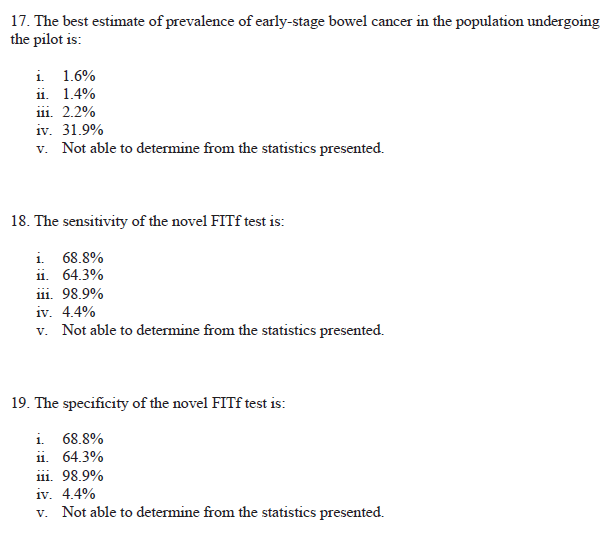 17. The best estimate of prevalence of early-stage bowel cancer in the population undergoing
the pilot is:
i. 1.6%
ii. 1.4%
iii. 2.2%
iv. 31.9%
v. Not able to determine from the statistics presented.
18. The sensitivity of the novel FITf test is:
i. 68.8%
ii. 64.3%
iii. 98.9%
iv. 4.4%
v. Not able to determine from the statistics presented.
19. The specificity of the novel FITf test is:
i. 68.8%
ii. 64.3%
iii. 98.9%
iv. 4.4%
v. Not able to determine from the statistics presented.